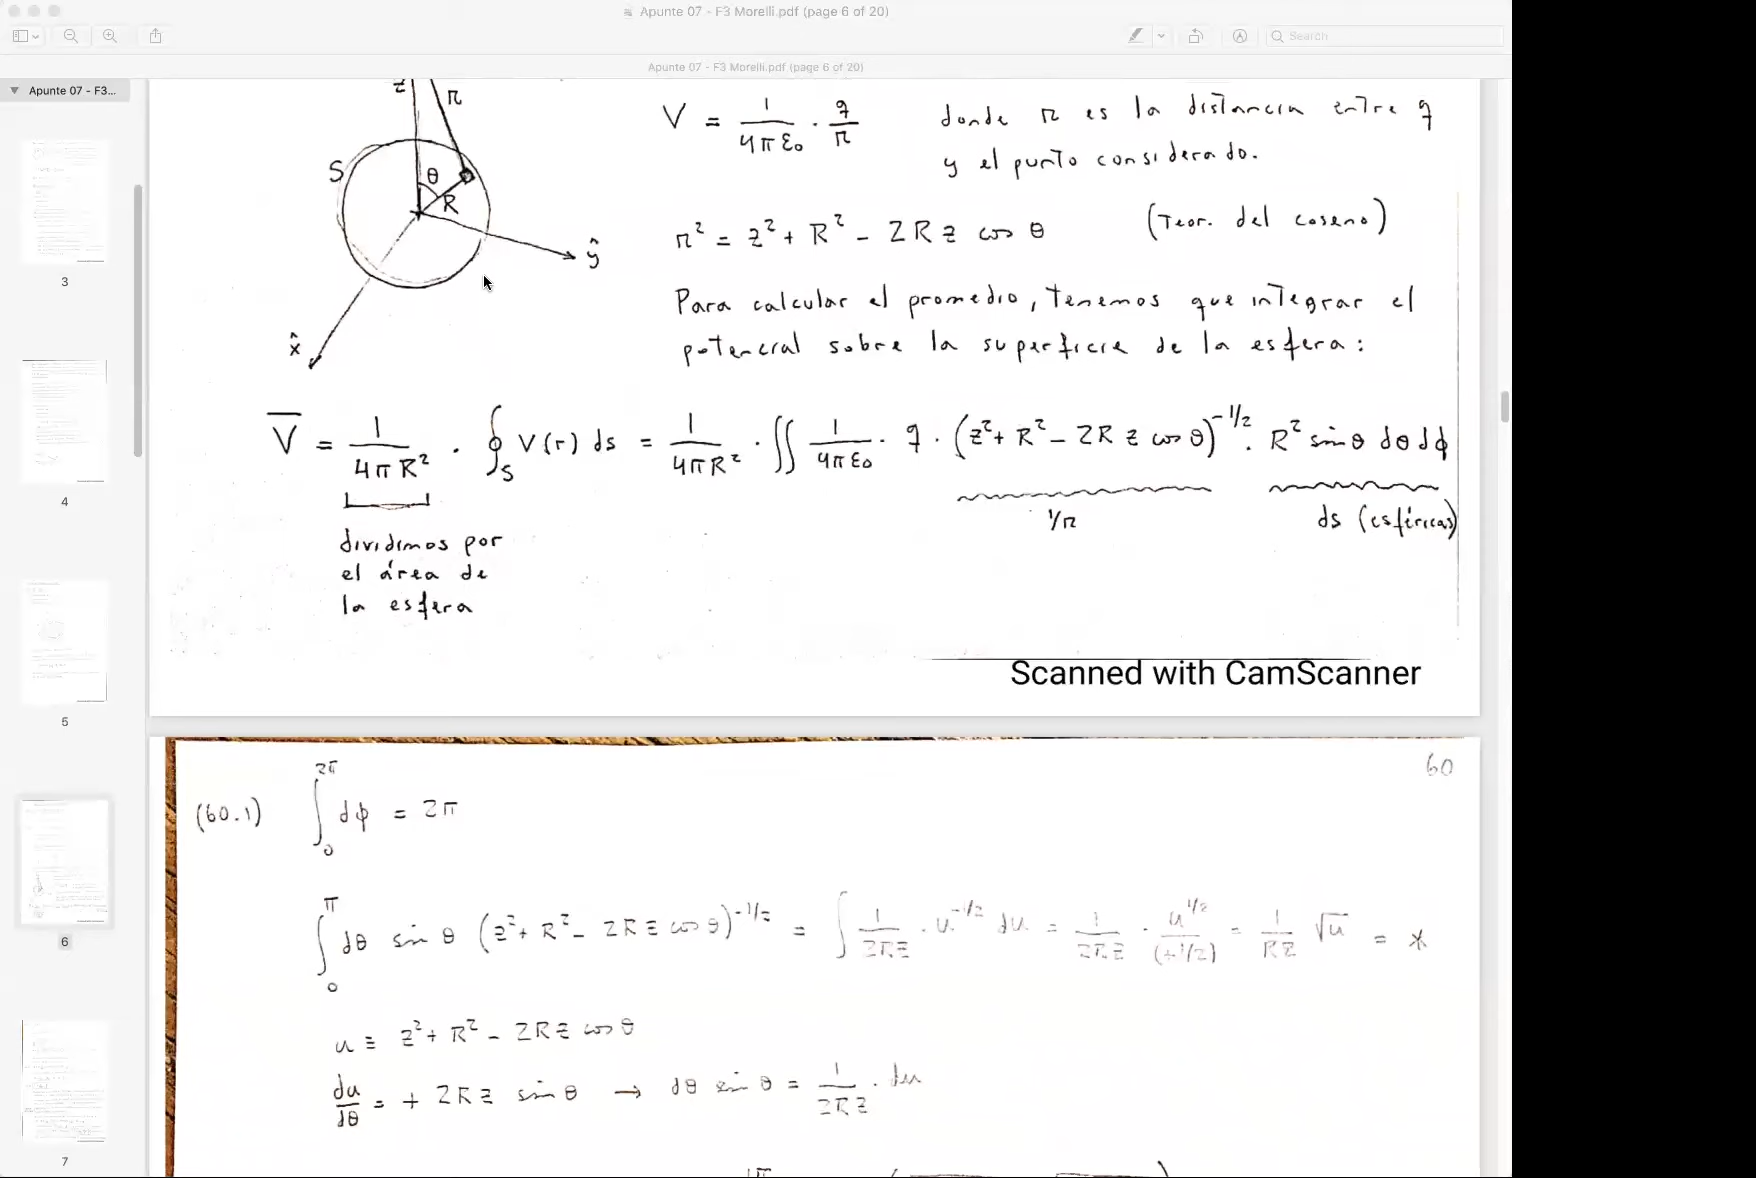 Apunte 07 - F3 Morelli.pdf (page 6 of 20)
Search
Apunte 07 - F3 Morelli.pdf (page 6 of 20)
Apunte 07 - F3...
3
4
5
6
7
z
r
S
θ
R
ŷ
x̂
V = 1/(4πε₀) · q/r donde r es la distancia entre q
y el punto considerado.
r² = z² + R² - 2Rz cos θ (Teor. del coseno)
Para calcular el promedio, tenemos que integrar el
potencial sobre la superficie de la esfera:
V̅ = 1/(4πR²) · ∮_S V(r) ds = 1/(4πR²) · ∬ 1/(4πε₀) · q · (z² + R² - 2Rz cos θ)^(-1/2) · R² sin θ dθ dϕ
1/r
ds (esféricas)
dividimos por
el área de
la esfera
Scanned with CamScanner
60
(60.1) ∫₀^{2π} dϕ = 2π
∫₀^π dθ sin θ (z² + R² - 2Rz cos θ)^(-1/2) = ∫ 1/(2Rz) · u^(-1/2) du = 1/(2Rz) · u^(1/2)/(+1/2) = 1/(Rz) √u = *
u ≡ z² + R² - 2Rz cos θ
du/dθ = + 2Rz sin θ → dθ sin θ = 1/(2Rz) · du